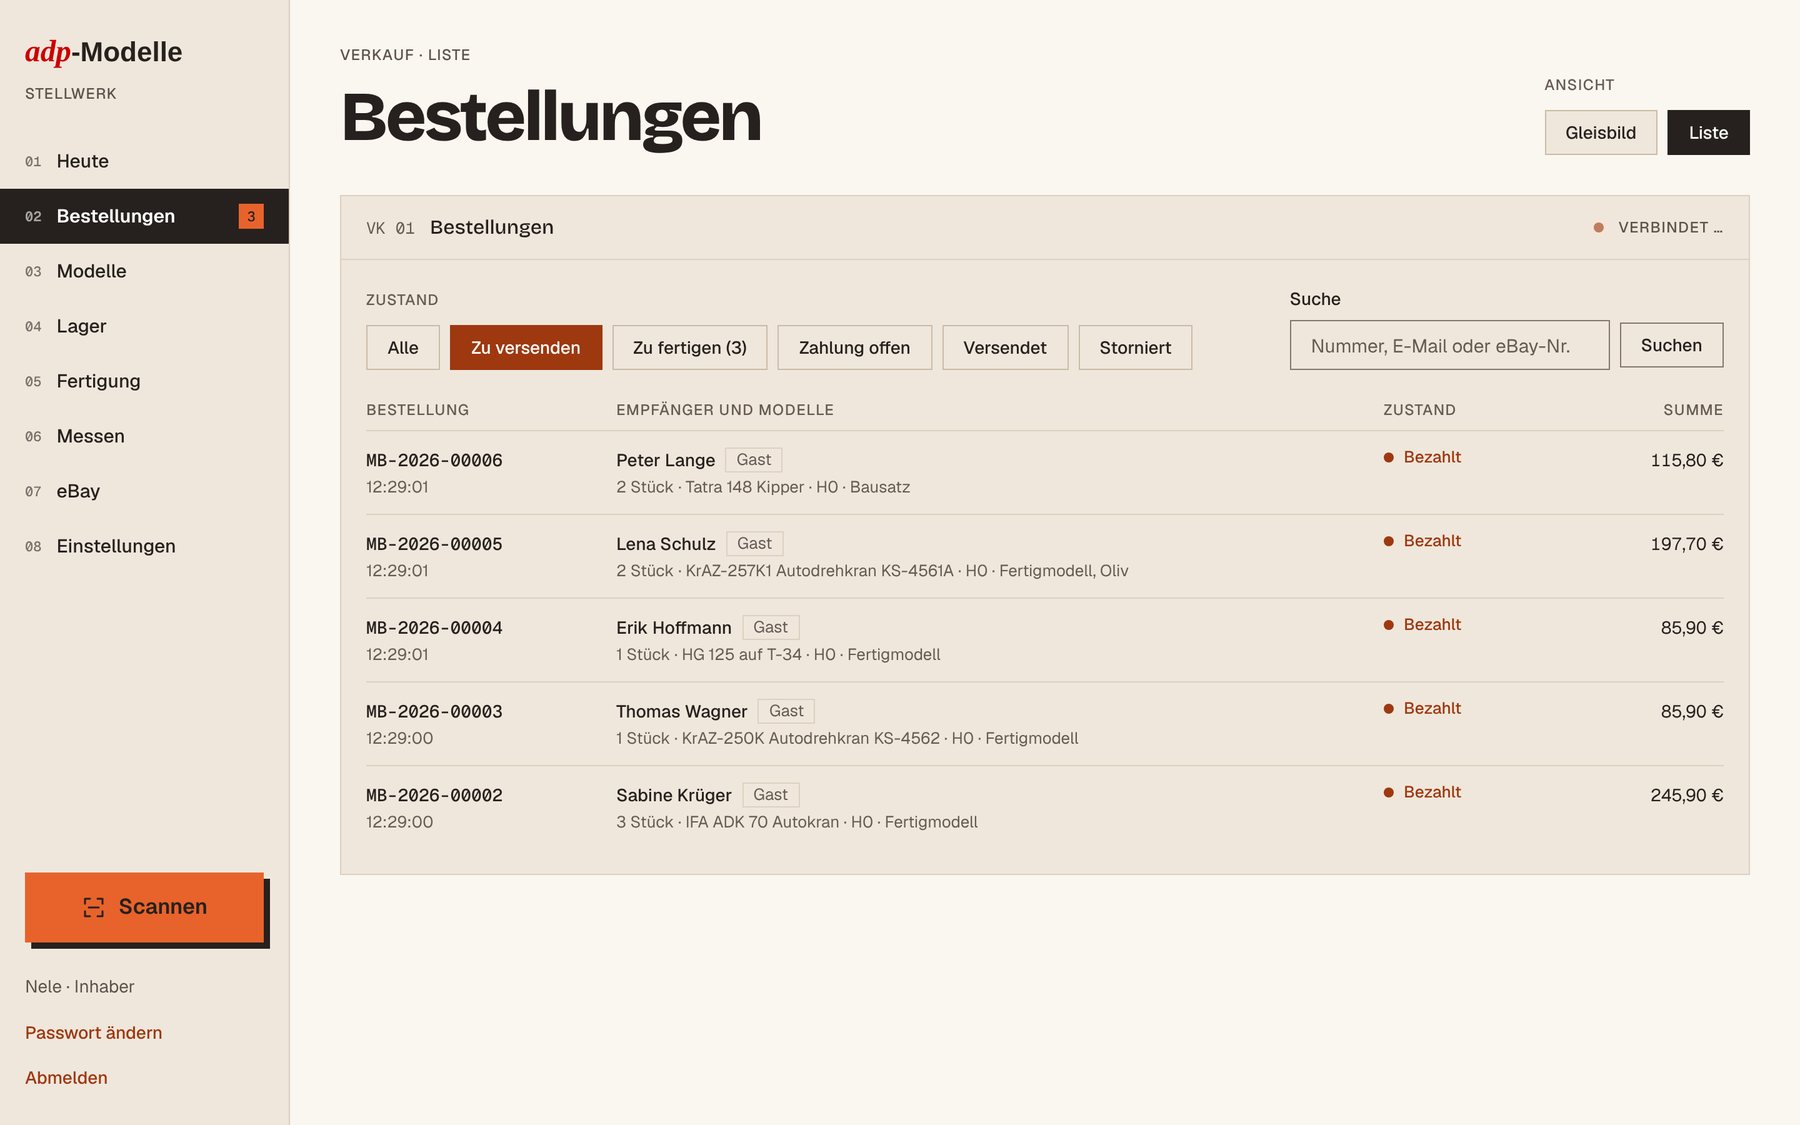 adp-Modelle
STELLWERK
01 Heute
02 Bestellungen 3
03 Modelle
04 Lager
05 Fertigung
06 Messen
07 eBay
08 Einstellungen
Scannen
Nele · Inhaber
Passwort ändern
Abmelden
VERKAUF · LISTE
Bestellungen
ANSICHT
Gleisbild Liste
VK 01 Bestellungen VERBINDET …
ZUSTAND
Alle Zu versenden Zu fertigen (3) Zahlung offen Versendet Storniert
Suche
Nummer, E-Mail oder eBay-Nr. Suchen
BESTELLUNG EMPFÄNGER UND MODELLE ZUSTAND SUMME
MB-2026-00006 Peter Lange Gast Bezahlt 115,80 €
12:29:01 2 Stück · Tatra 148 Kipper · H0 · Bausatz
MB-2026-00005 Lena Schulz Gast Bezahlt 197,70 €
12:29:01 2 Stück · KrAZ-257K1 Autodrehkran KS-4561A · H0 · Fertigmodell, Oliv
MB-2026-00004 Erik Hoffmann Gast Bezahlt 85,90 €
12:29:01 1 Stück · HG 125 auf T-34 · H0 · Fertigmodell
MB-2026-00003 Thomas Wagner Gast Bezahlt 85,90 €
12:29:00 1 Stück · KrAZ-250K Autodrehkran KS-4562 · H0 · Fertigmodell
MB-2026-00002 Sabine Krüger Gast Bezahlt 245,90 €
12:29:00 3 Stück · IFA ADK 70 Autokran · H0 · Fertigmodell